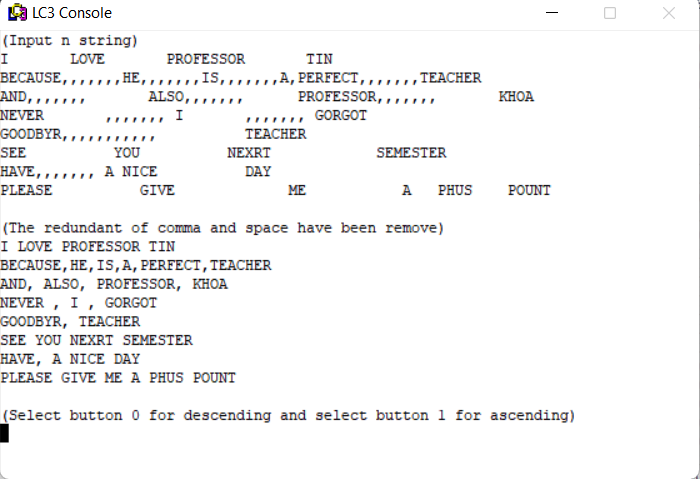 LC3 Console
(Input n string)
I       LOVE       PROFESSOR       TIN
BECAUSE,,,,,,,HE,,,,,,,IS,,,,,,,A,PERFECT,,,,,,,TEACHER
AND,,,,,,,       ALSO,,,,,,,       PROFESSOR,,,,,,,       KHOA
NEVER       ,,,,,,, I       ,,,,,,, GORGOT
GOODBYR,,,,,,,,,,,          TEACHER
SEE          YOU          NEXRT            SEMESTER
HAVE,,,,,,, A NICE          DAY
PLEASE          GIVE             ME           A   PHUS    POUNT
(The redundant of comma and space have been remove)
I LOVE PROFESSOR TIN
BECAUSE,HE,IS,A,PERFECT,TEACHER
AND, ALSO, PROFESSOR, KHOA
NEVER , I , GORGOT
GOODBYR, TEACHER
SEE YOU NEXRT SEMESTER
HAVE, A NICE DAY
PLEASE GIVE ME A PHUS POUNT
(Select button 0 for descending and select button 1 for ascending)